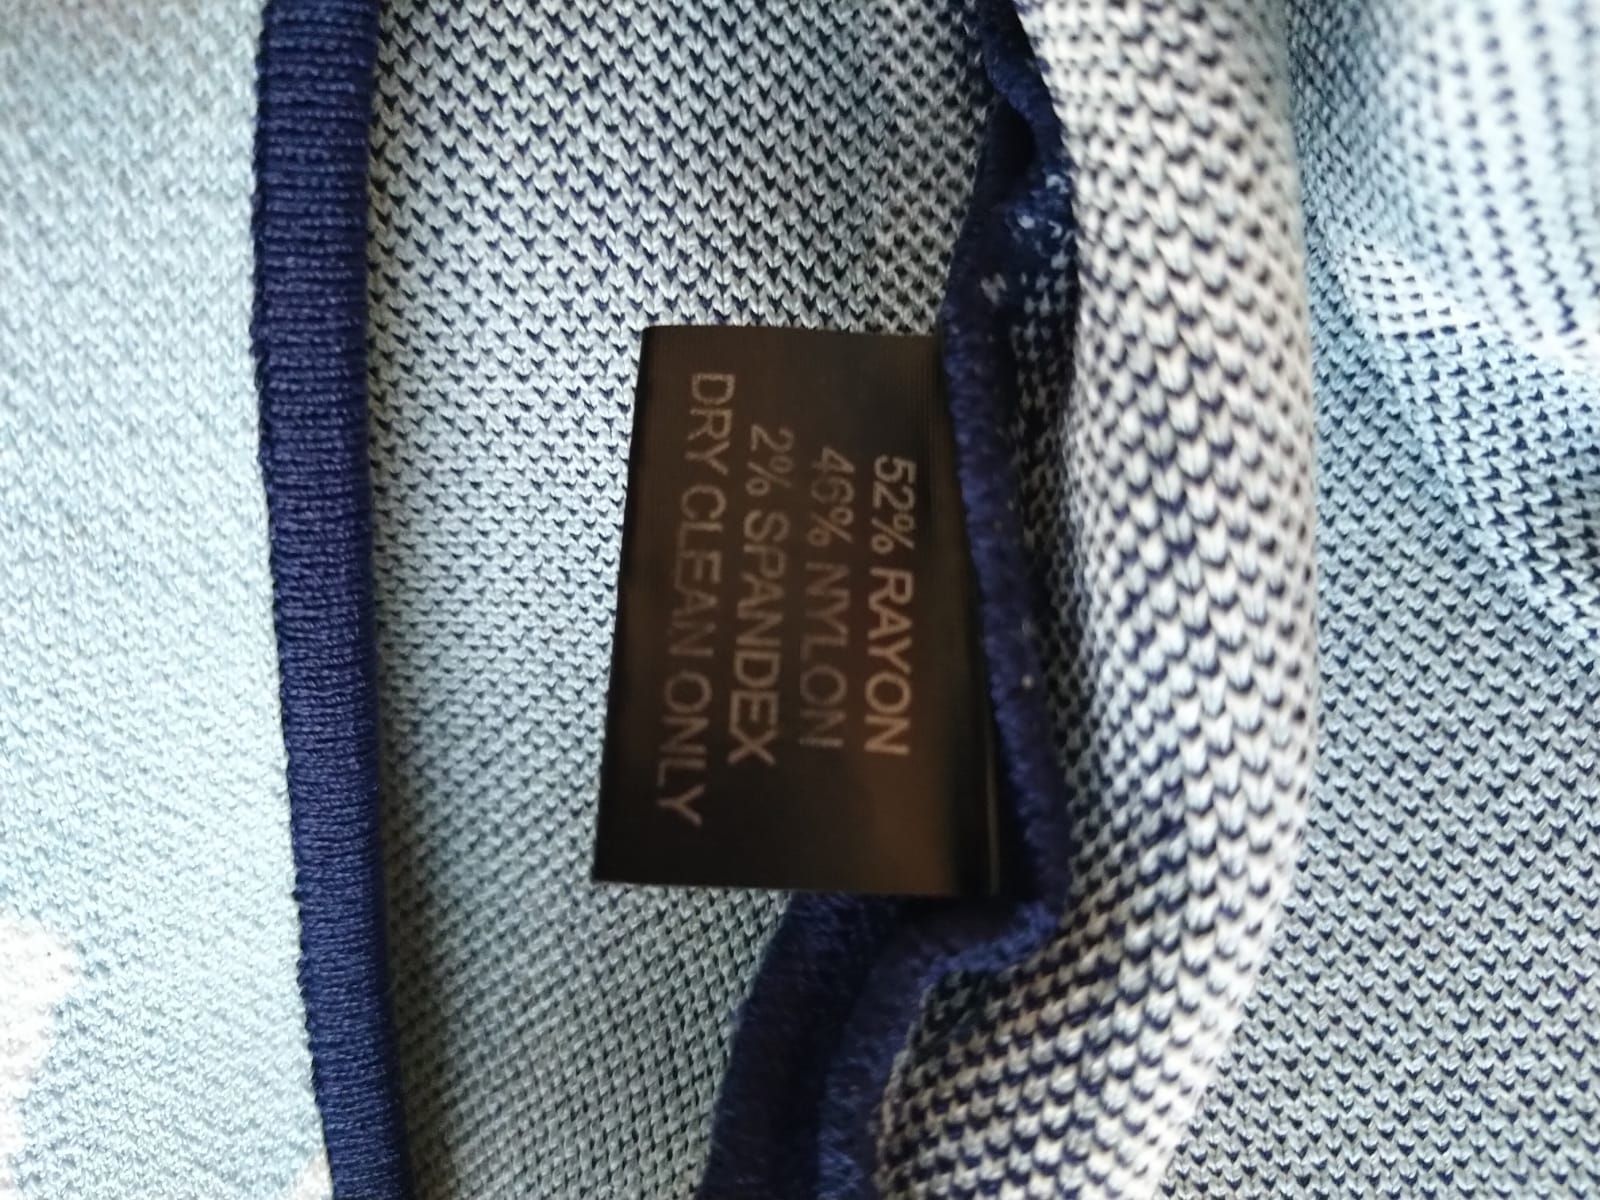 52% RAYON
46% NYLON
2% SPANDEX
DRY CLEAN ONLY